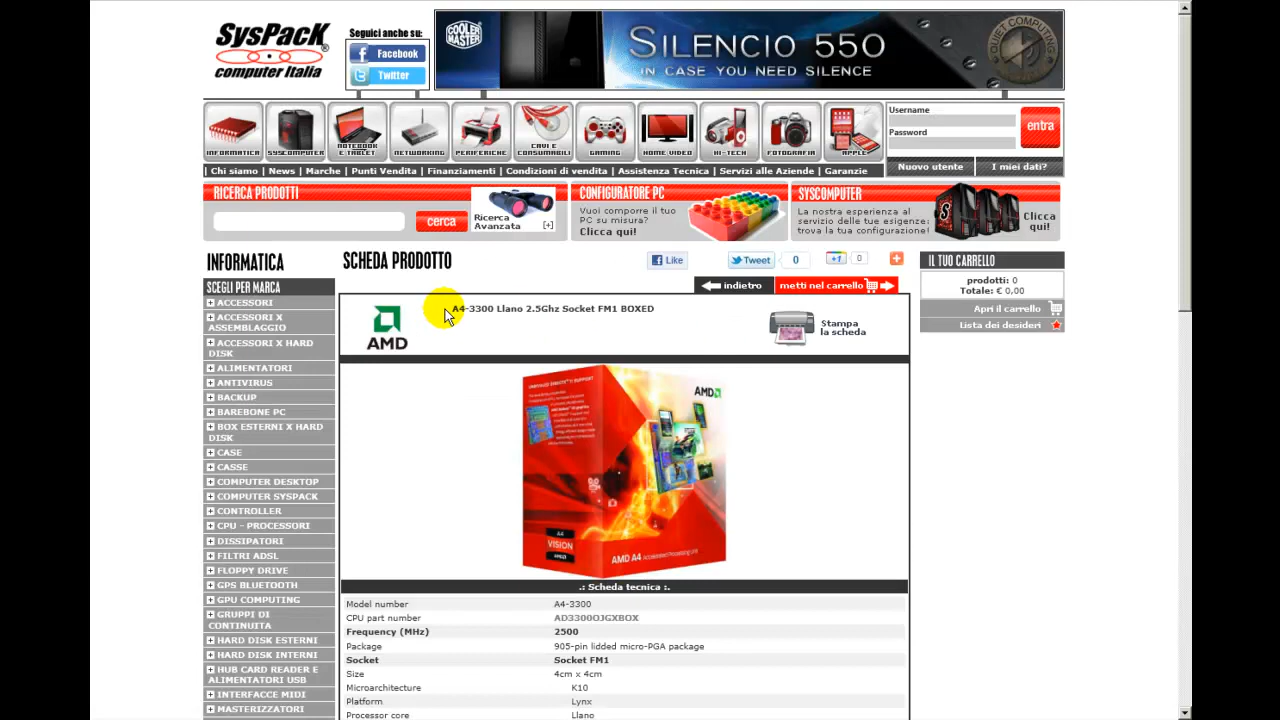 SysPacK®
computer Italia
Seguici anche su:
Facebook
Twitter
COOLER MASTER
SILENCIO 550
IN CASE YOU NEED SILENCE
QUIET COMPUTING
INFORMATICA
SYSCOMPUTER
NOTEBOOK E TABLET
NETWORKING
PERIFERICHE
CAVI E CONSUMABILI
GAMING
HOME VIDEO
HI-TECH
FOTOGRAFIA
APPLE
Username
Password
entra
Nuovo utente
I miei dati?
| Chi siamo | News | Marche | Punti Vendita | Finanziamenti | Condizioni di vendita | Assistenza Tecnica | Servizi alle Aziende | Garanzie
RICERCA PRODOTTI
cerca
Ricerca
Avanzata
[+]
CONFIGURATORE PC
Vuoi comporre il tuo
PC su misura?
Clicca qui!
SYSCOMPUTER
La nostra esperienza al
servizio delle tue esigenze:
trova la tua configurazione!
Clicca
qui!
INFORMATICA
SCEGLI PER MARCA
ACCESSORI
ACCESSORI X
ASSEMBLAGGIO
ACCESSORI X HARD
DISK
ALIMENTATORI
ANTIVIRUS
BACKUP
BAREBONE PC
BOX ESTERNI X HARD
DISK
CASE
CASSE
COMPUTER DESKTOP
COMPUTER SYSPACK
CONTROLLER
CPU - PROCESSORI
DISSIPATORI
FILTRI ADSL
FLOPPY DRIVE
GPS BLUETOOTH
GPU COMPUTING
GRUPPI DI
CONTINUITA
HARD DISK ESTERNI
HARD DISK INTERNI
HUB CARD READER E
ALIMENTATORI USB
INTERFACCE MIDI
MASTERIZZATORI
SCHEDA PRODOTTO
Like
Tweet
0
+1
0
indietro
metti nel carrello
AMD
A4-3300 Llano 2.5Ghz Socket FM1 BOXED
Stampa
la scheda
AMD
A4
VISION
AMD
AMD A4
.: Scheda tecnica :.
Model number A4-3300
CPU part number AD3300OJGXBOX
Frequency (MHz) 2500
Package 905-pin lidded micro-PGA package
Socket Socket FM1
Size 4cm x 4cm
Microarchitecture K10
Platform Lynx
Processor core Llano
IL TUO CARRELLO
prodotti: 0
Totale: € 0,00
Apri il carrello
Lista dei desideri